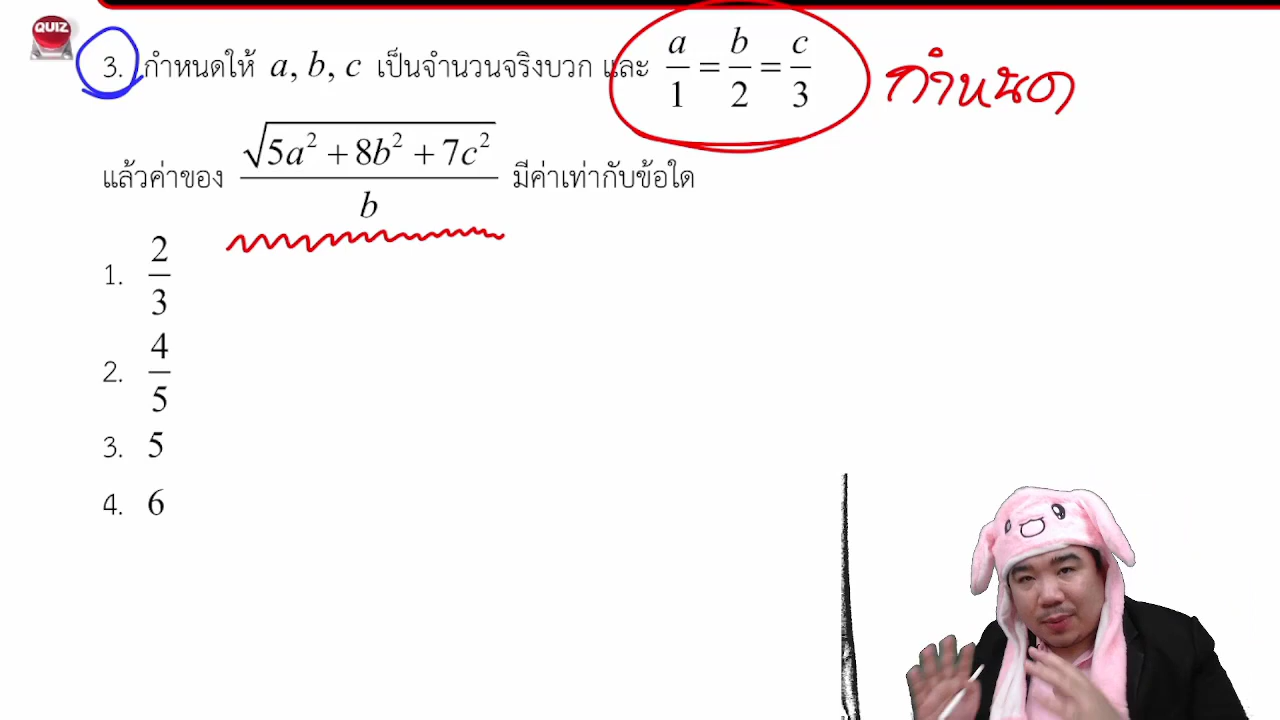 QUIZ
3. กำหนดให้ a, b, c เป็นจำนวนจริงบวก และ a/1 = b/2 = c/3 กำหนด
แล้วค่าของ √(5a² + 8b² + 7c²)/b มีค่าเท่ากับข้อใด
1. 2/3
2. 4/5
3. 5
4. 6